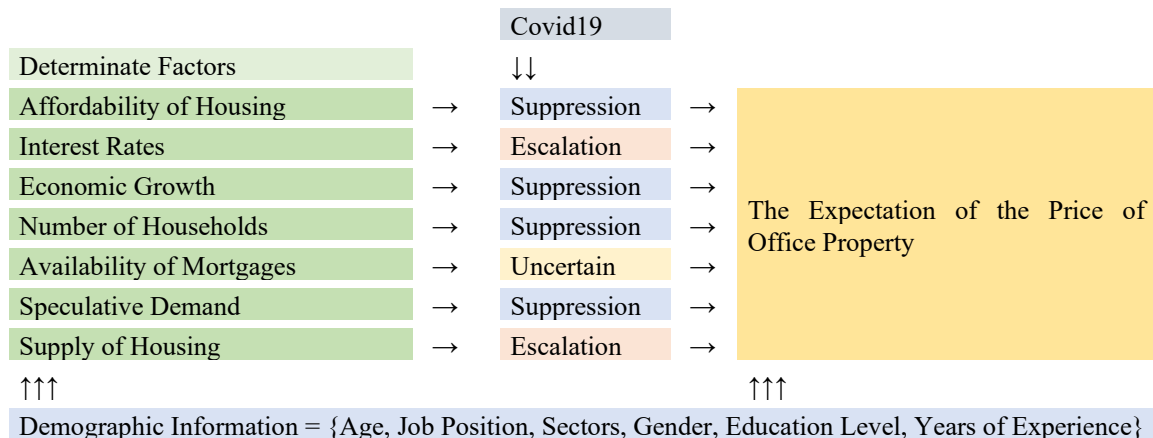 Covid19
Determinate Factors ↓↓
Affordability of Housing → Suppression →
Interest Rates → Escalation →
Economic Growth → Suppression →
Number of Households → Suppression →
Availability of Mortgages → Uncertain →
Speculative Demand → Suppression →
Supply of Housing → Escalation →
The Expectation of the Price of
Office Property
↑↑↑ ↑↑↑
Demographic Information = {Age, Job Position, Sectors, Gender, Education Level, Years of Experience}